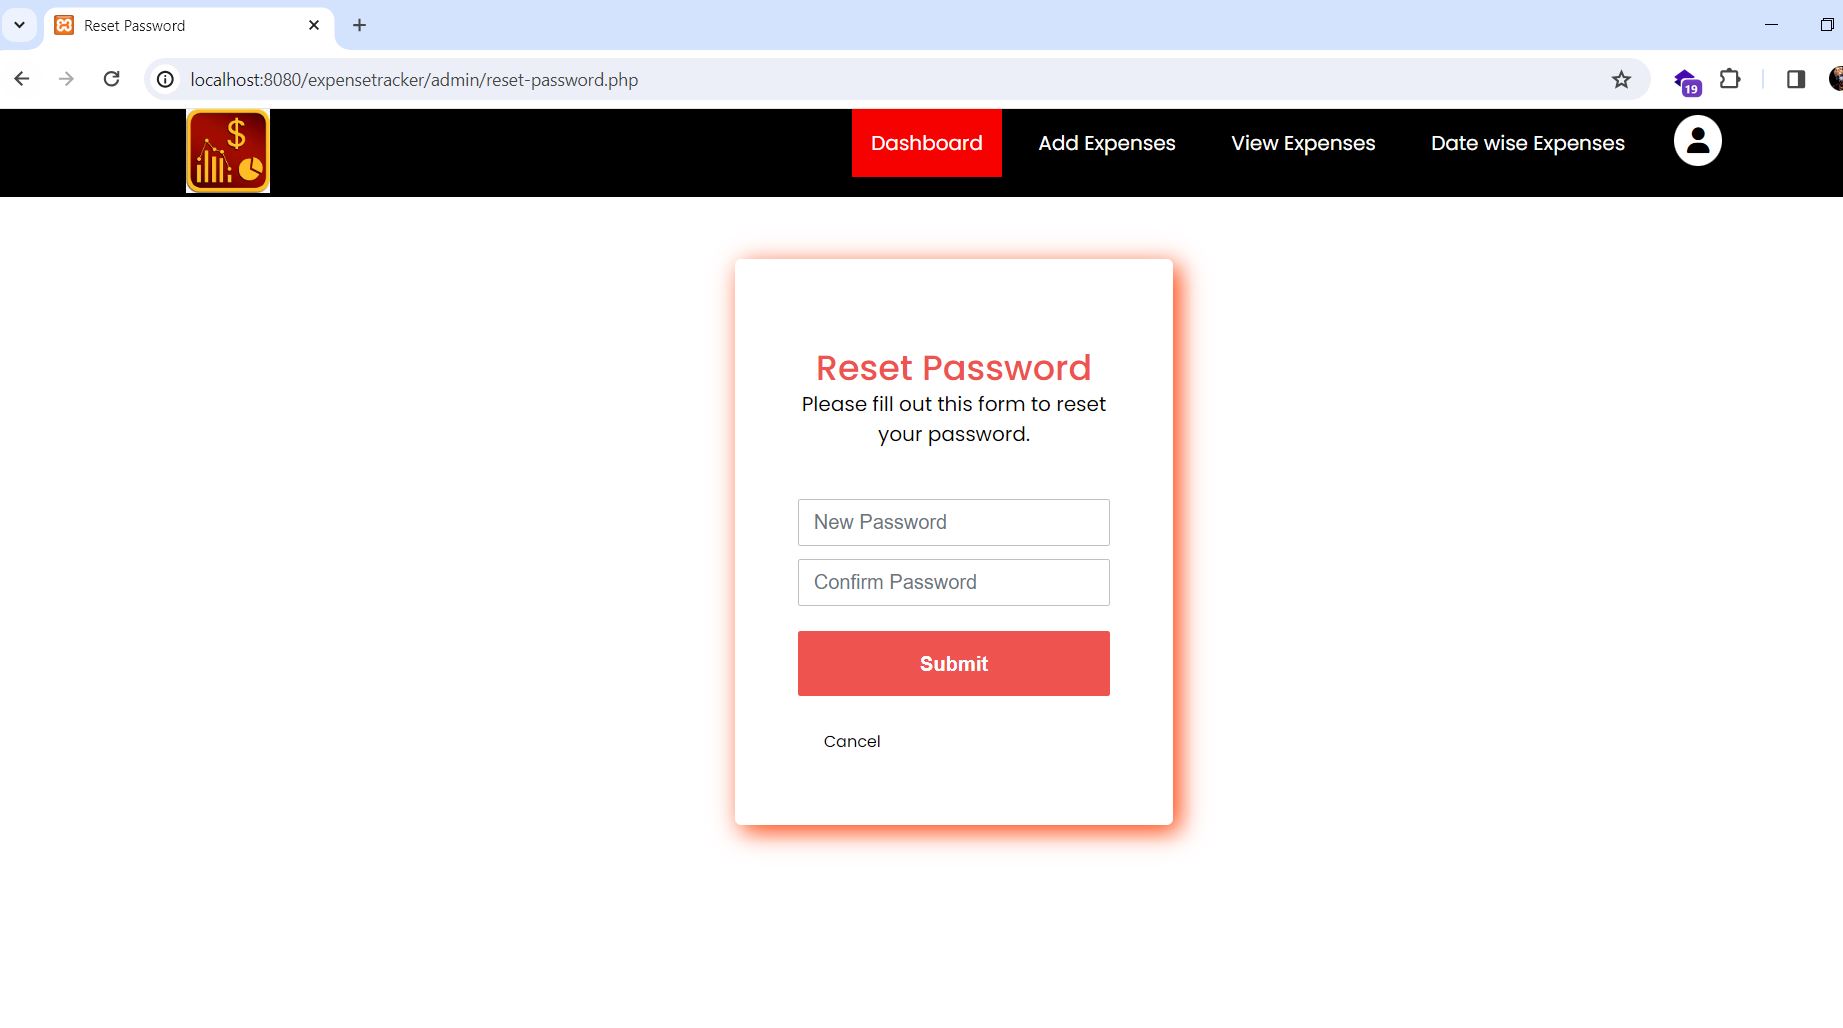 Reset Password
localhost:8080/expensetracker/admin/reset-password.php
19
$
Dashboard
Add Expenses
View Expenses
Date wise Expenses
Reset Password
Please fill out this form to reset
your password.
New Password
Confirm Password
Submit
Cancel